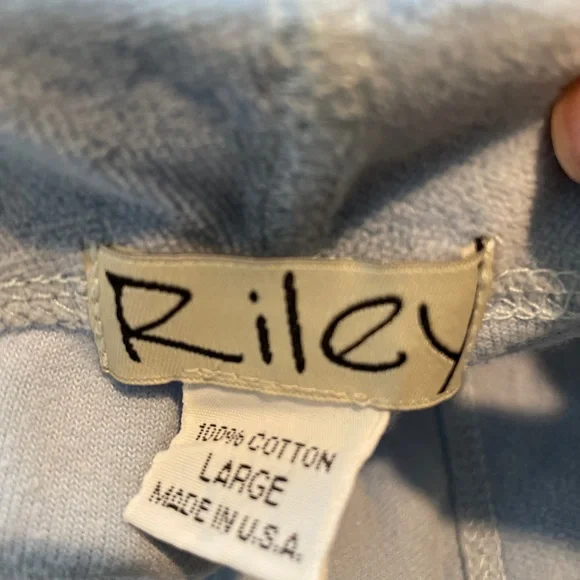 Riley
100% COTTON
LARGE
MADE IN U.S.A.